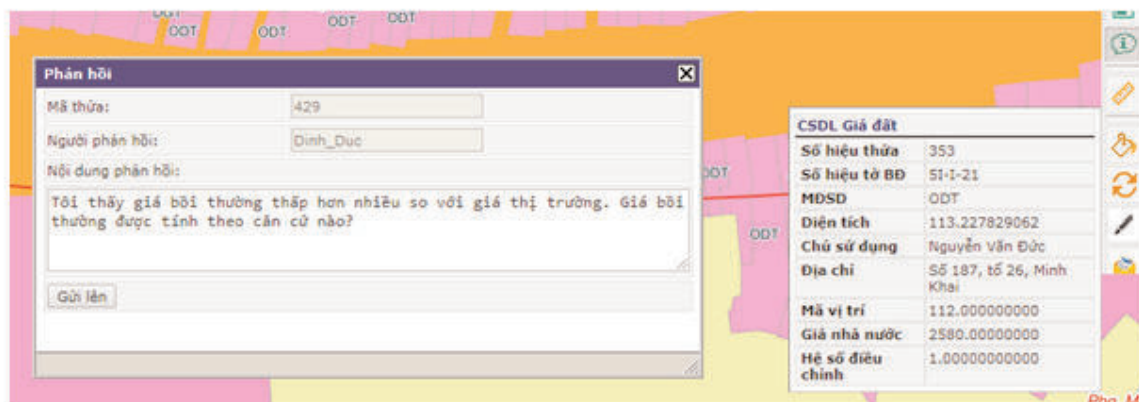 ODT
ODT
ODT
ODT
Phản hồi
Mã thửa: 429
Người phản hồi: Dinh_Duc
Nội dung phản hồi:
Tôi thấy giá bồi thường thấp hơn nhiều so với giá thị trường. Giá bồi
thường được tính theo căn cứ nào?
Gửi lên
ODT
CSDL Giá đất
Số hiệu thửa 353
Số hiệu tờ BĐ 51-I-21
MDSD ODT
Diện tích 113.227829062
Chủ sử dụng Nguyễn Văn Đức
Địa chỉ Số 187, tổ 26, Minh
Khai
Mã vị trí 112.000000000
Giá nhà nước 2580.00000000
Hệ số điều 1.00000000000
chỉnh